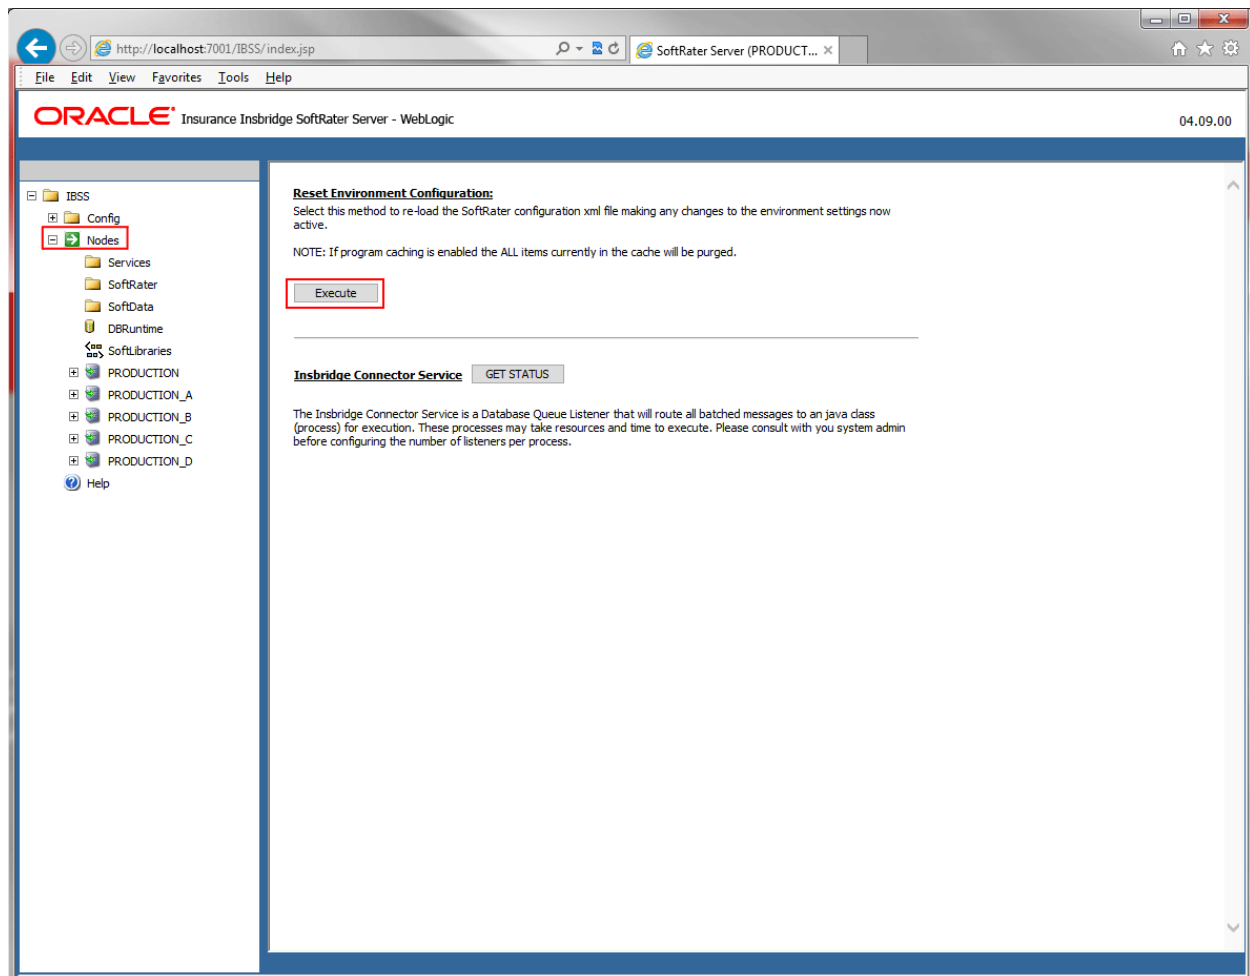 http://localhost:7001/IBSS/index.jsp
SoftRater Server (PRODUCT...
File Edit View Favorites Tools Help
ORACLE Insurance Insbridge SoftRater Server - WebLogic
04.09.00
IBSS
Config
Nodes
Services
SoftRater
SoftData
DBRuntime
SoftLibraries
PRODUCTION
PRODUCTION_A
PRODUCTION_B
PRODUCTION_C
PRODUCTION_D
Help
Reset Environment Configuration:
Select this method to re-load the SoftRater configuration xml file making any changes to the environment settings now
active.
NOTE: If program caching is enabled the ALL items currently in the cache will be purged.
Execute
Insbridge Connector Service GET STATUS
The Insbridge Connector Service is a Database Queue Listener that will route all batched messages to an java class
(process) for execution. These processes may take resources and time to execute. Please consult with you system admin
before configuring the number of listeners per process.